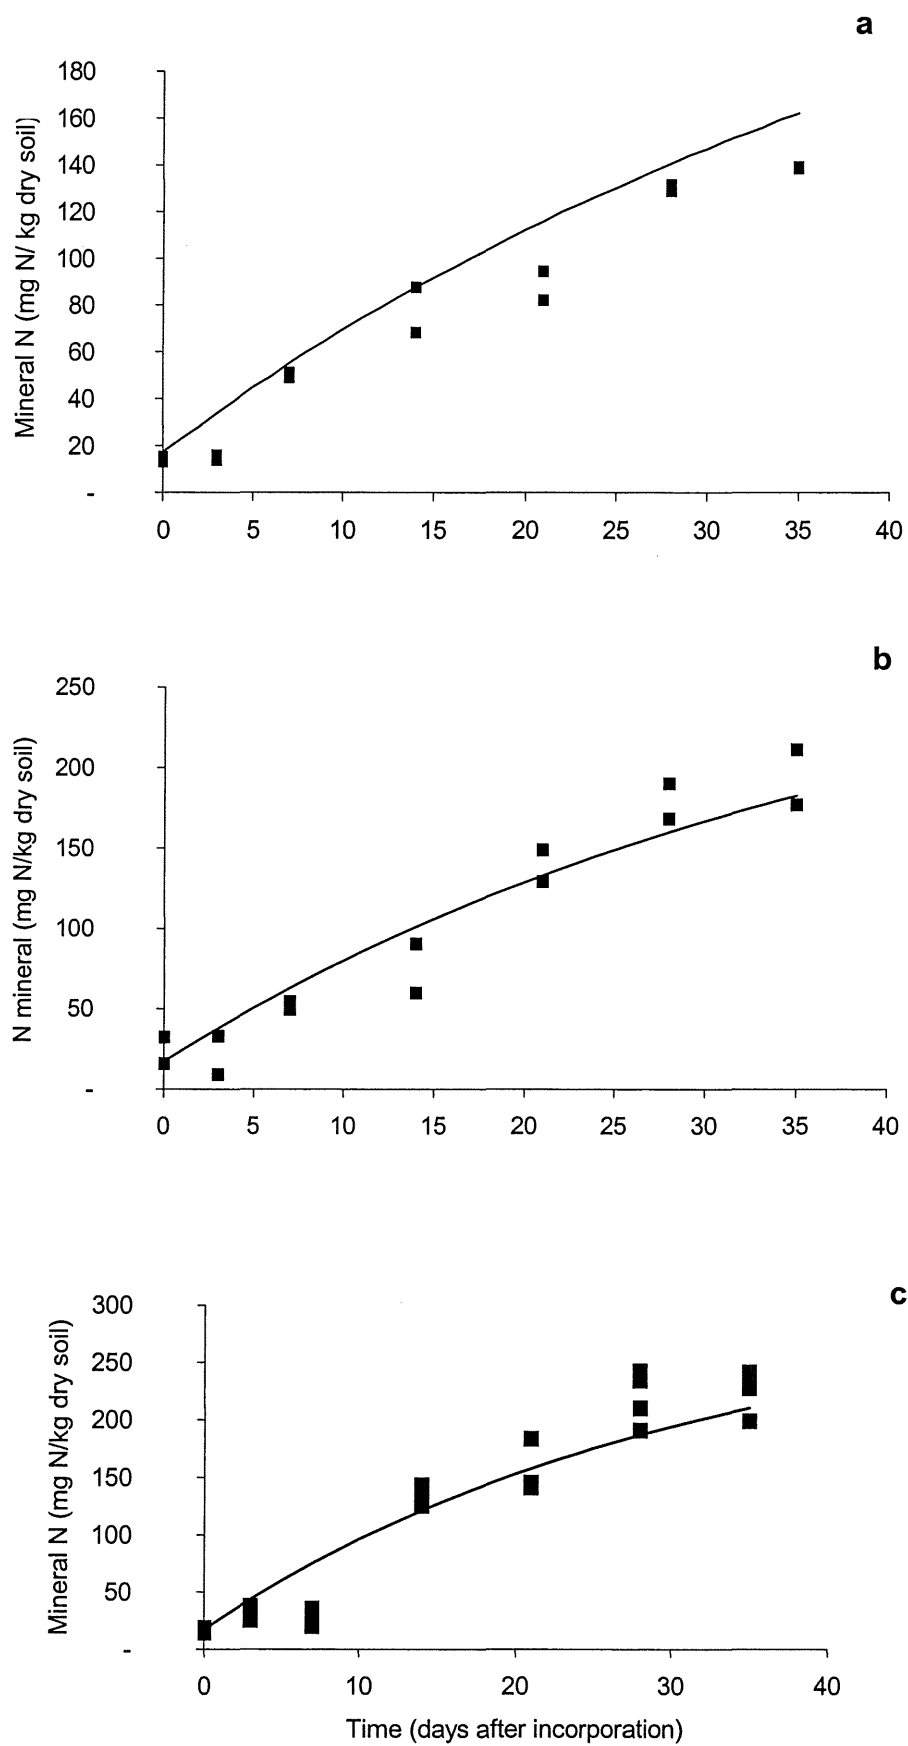 a
180
160
140
120
100
80
60
40
20
-
Mineral N (mg N/ kg dry soil)
0 5 10 15 20 25 30 35 40
b
250
200
150
100
50
-
N mineral (mg N/kg dry soil)
0 5 10 15 20 25 30 35 40
c
300
250
200
150
100
50
-
Mineral N (mg N/kg dry soil)
0 10 20 30 40
Time (days after incorporation)